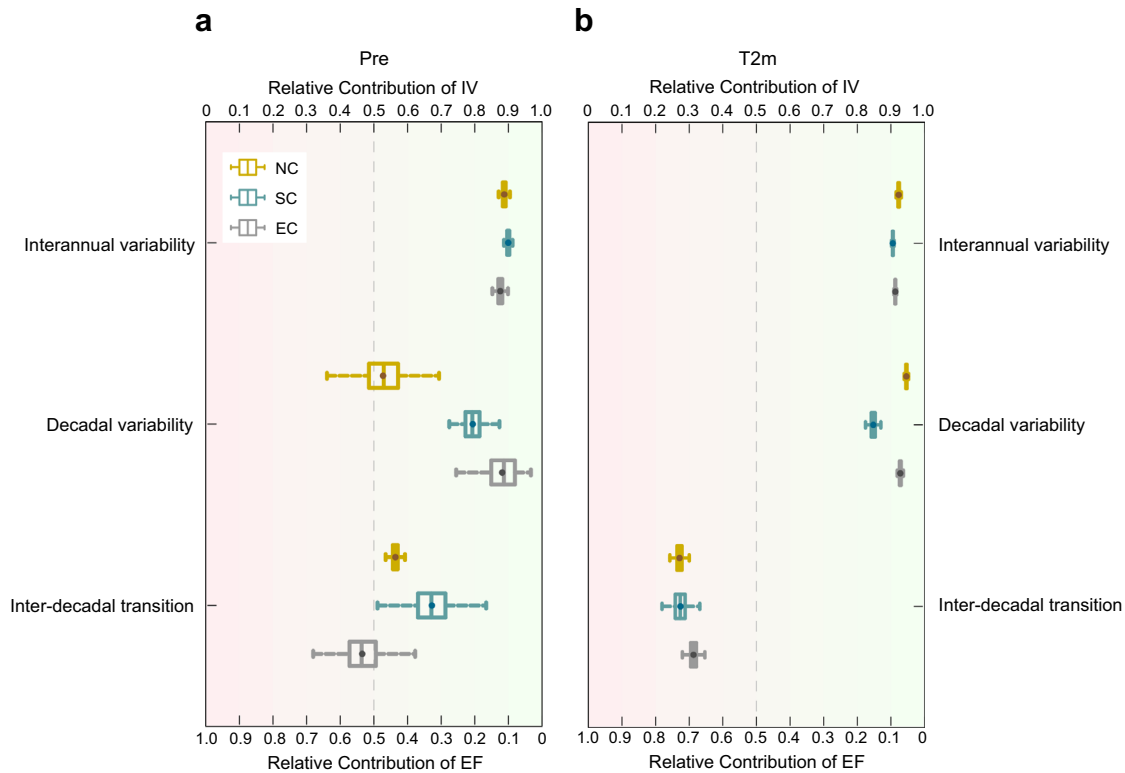 a
Pre
Relative Contribution of IV
0 0.1 0.2 0.3 0.4 0.5 0.6 0.7 0.8 0.9 1.0
NC
SC
EC
Interannual variability
Decadal variability
Inter-decadal transition
1.0 0.9 0.8 0.7 0.6 0.5 0.4 0.3 0.2 0.1 0
Relative Contribution of EF
b
T2m
Relative Contribution of IV
0 0.1 0.2 0.3 0.4 0.5 0.6 0.7 0.8 0.9 1.0
Interannual variability
Decadal variability
Inter-decadal transition
1.0 0.9 0.8 0.7 0.6 0.5 0.4 0.3 0.2 0.1 0
Relative Contribution of EF